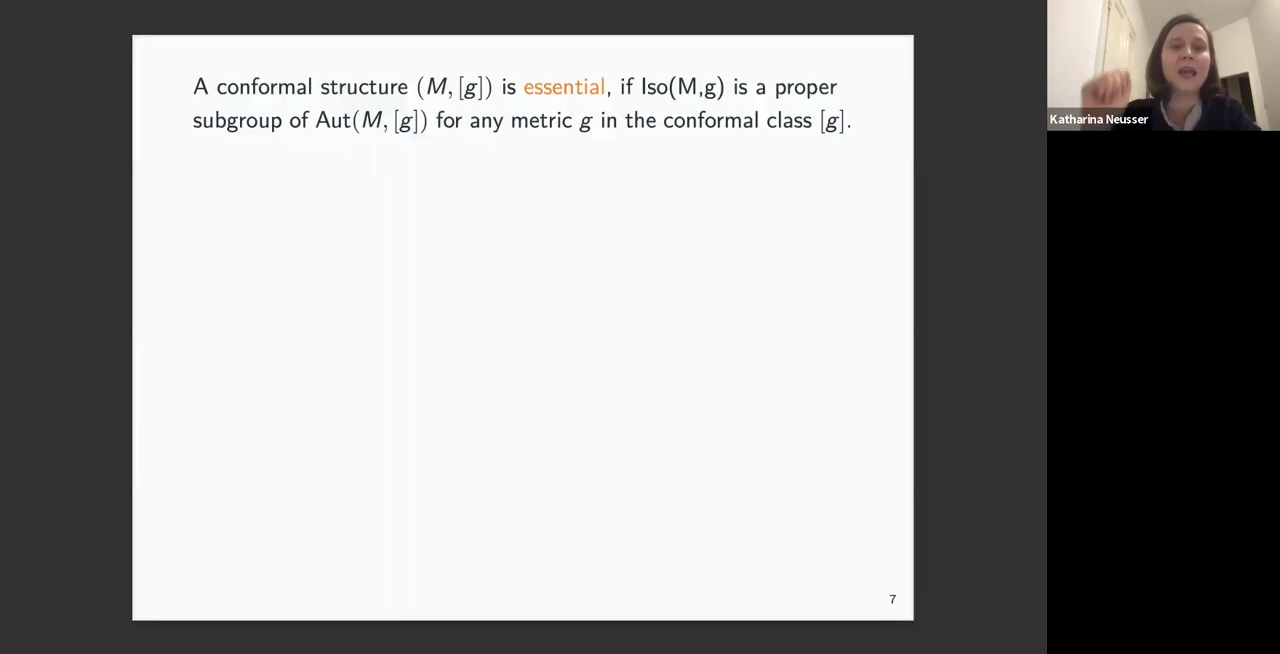 A conformal structure (M, [g]) is essential, if Iso(M,g) is a proper
subgroup of Aut(M, [g]) for any metric g in the conformal class [g].
7
Katharina Neusser